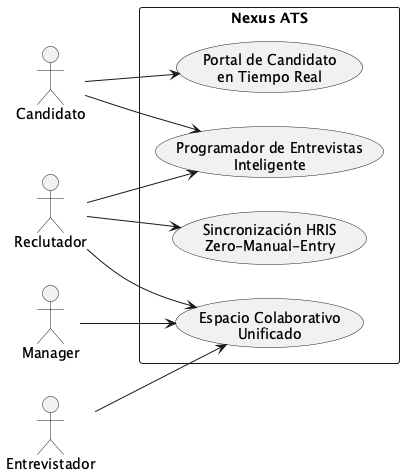 Nexus ATS
Portal de Candidato
en Tiempo Real
Candidato
Programador de Entrevistas
Inteligente
Reclutador
Sincronización HRIS
Zero-Manual-Entry
Espacio Colaborativo
Unificado
Manager
Entrevistador